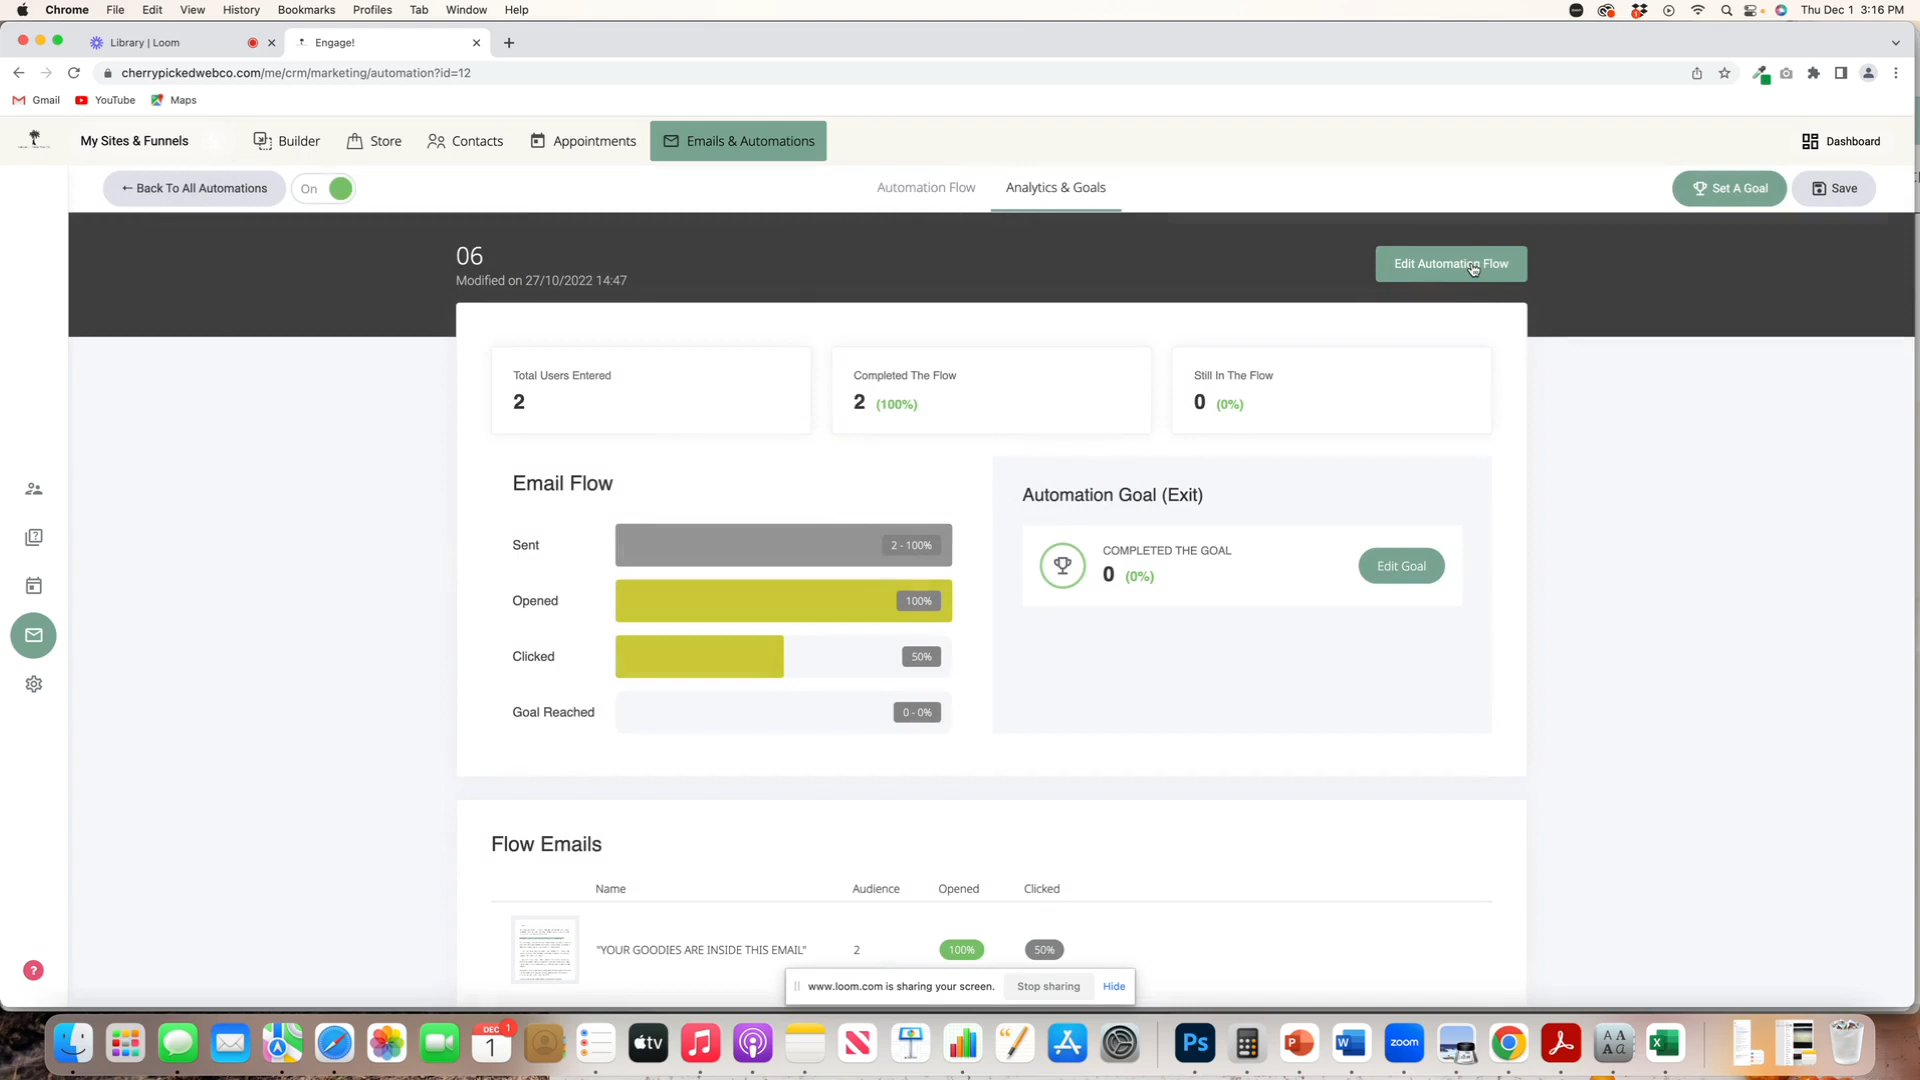 Chrome File Edit View History Bookmarks Profiles Tab Window Help Thu Dec 1 3:16 PM
Library | Loom Engage!
cherrypickedwebco.com/me/crm/marketing/automation?id=12
Gmail YouTube Maps
My Sites & Funnels Builder Store Contacts Appointments Emails & Automations Dashboard
← Back To All Automations On Automation Flow Analytics & Goals Set A Goal Save
06
Modified on 27/10/2022 14:47
Edit Automation Flow
Total Users Entered Completed The Flow Still In The Flow
2 2 (100%) 0 (0%)
Email Flow
Automation Goal (Exit)
Sent 2 - 100%
COMPLETED THE GOAL
0 (0%)
Edit Goal
Opened 100%
Clicked 50%
Goal Reached 0 - 0%
Flow Emails
Name Audience Opened Clicked
"YOUR GOODIES ARE INSIDE THIS EMAIL" 2 100% 50%
?
www.loom.com is sharing your screen. Stop sharing Hide
DEC 1
1
tv
Ps
zoom